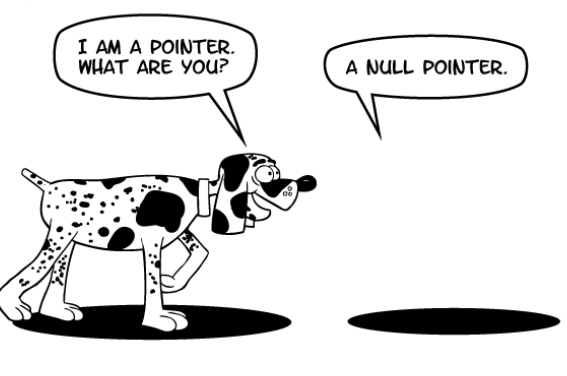 I AM A POINTER.
WHAT ARE YOU?
A NULL POINTER.